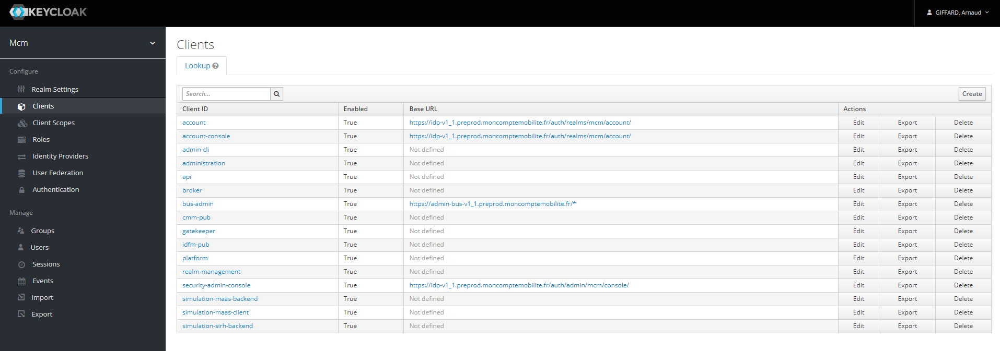 KEYCLOAK
GIFFARD, Arnaud
Mcm
Configure
Realm Settings
Clients
Client Scopes
Roles
Identity Providers
User Federation
Authentication
Manage
Groups
Users
Sessions
Events
Import
Export
Clients
Lookup
Search...
Create
Client ID Enabled Base URL Actions
account True https://idp-v1_1.preprod.moncomptemobilite.fr/auth/realms/mcm/account/ Edit Export Delete
account-console True https://idp-v1_1.preprod.moncomptemobilite.fr/auth/realms/mcm/account/ Edit Export Delete
admin-cli True Not defined Edit Export Delete
administration True Not defined Edit Export Delete
api True Not defined Edit Export Delete
broker True Not defined Edit Export Delete
bus-admin True https://admin-bus-v1_1.preprod.moncomptemobilite.fr/* Edit Export Delete
cmm-pub True Not defined Edit Export Delete
gatekeeper True Not defined Edit Export Delete
idfm-pub True Not defined Edit Export Delete
platform True Not defined Edit Export Delete
realm-management True Not defined Edit Export Delete
security-admin-console True https://idp-v1_1.preprod.moncomptemobilite.fr/auth/admin/mcm/console/ Edit Export Delete
simulation-maas-backend True Not defined Edit Export Delete
simulation-maas-client True Not defined Edit Export Delete
simulation-sirh-backend True Not defined Edit Export Delete